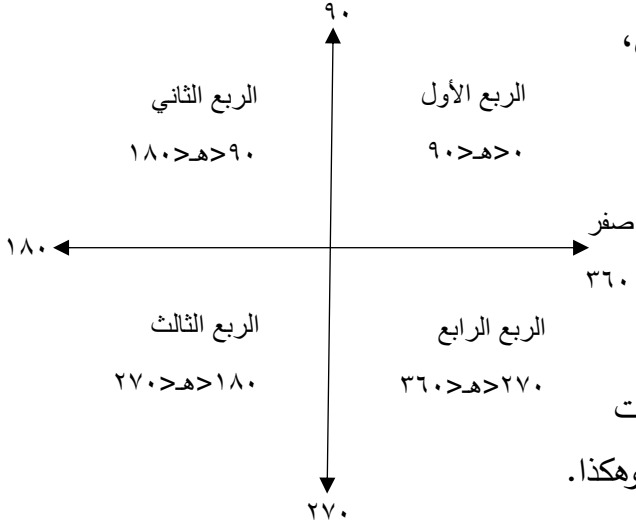 ٩٠
الربع الأول
الربع الثاني
٠<هـ<٩٠
٩٠<هـ<١٨٠
صفر
١٨٠
٣٦٠
الربع الرابع
الربع الثالث
٢٧٠<هـ<٣٦٠
١٨٠<هـ<٢٧٠
ت
وهكذا.
٢٧٠